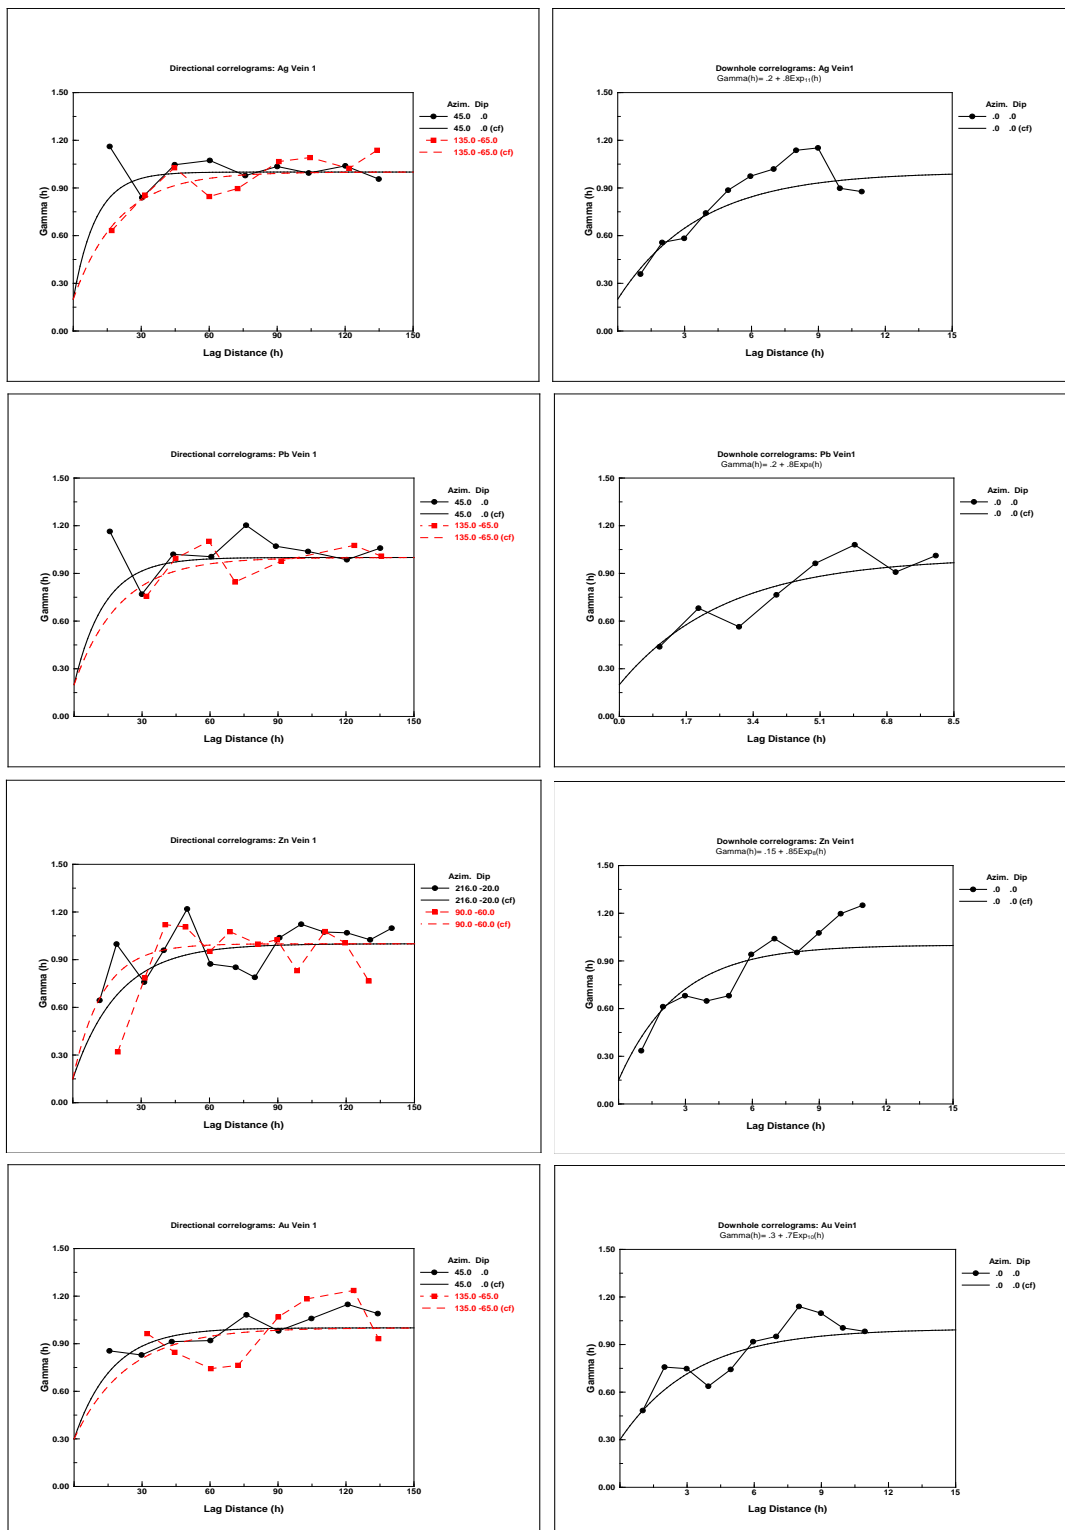 Directional correlograms: Ag Vein 1
1.50
1.20
0.90
0.60
0.30
0.00
Gamma (h)
30 60 90 120 150
Lag Distance (h)
Azim. Dip
45.0 .0
45.0 .0 (cf)
135.0 -65.0
135.0 -65.0 (cf)
Downhole correlograms: Ag Vein1
Gamma(h)= .2 + .8Exp11(h)
1.50
1.20
0.90
0.60
0.30
0.00
Gamma (h)
3 6 9 12 15
Lag Distance (h)
Azim. Dip
.0 .0
.0 .0 (cf)
Directional correlograms: Pb Vein 1
1.50
1.20
0.90
0.60
0.30
0.00
Gamma (h)
30 60 90 120 150
Lag Distance (h)
Azim. Dip
45.0 .0
45.0 .0 (cf)
135.0 -65.0
135.0 -65.0 (cf)
Downhole correlograms: Pb Vein1
Gamma(h)= .2 + .8Exp8(h)
1.50
1.20
0.90
0.60
0.30
0.00
Gamma (h)
0.0 1.7 3.4 5.1 6.8 8.5
Lag Distance (h)
Azim. Dip
.0 .0
.0 .0 (cf)
Directional correlograms: Zn Vein 1
1.50
1.20
0.90
0.60
0.30
0.00
Gamma (h)
30 60 90 120 150
Lag Distance (h)
Azim. Dip
216.0 -20.0
216.0 -20.0 (cf)
90.0 -60.0
90.0 -60.0 (cf)
Downhole correlograms: Zn Vein1
Gamma(h)= .15 + .85Exp8(h)
1.50
1.20
0.90
0.60
0.30
0.00
Gamma (h)
3 6 9 12 15
Lag Distance (h)
Azim. Dip
.0 .0
.0 .0 (cf)
Directional correlograms: Au Vein 1
1.50
1.20
0.90
0.60
0.30
0.00
Gamma (h)
30 60 90 120 150
Lag Distance (h)
Azim. Dip
45.0 .0
45.0 .0 (cf)
135.0 -65.0
135.0 -65.0 (cf)
Downhole correlograms: Au Vein1
Gamma(h)= .3 + .7Exp10(h)
1.50
1.20
0.90
0.60
0.30
0.00
Gamma (h)
3 6 9 12 15
Lag Distance (h)
Azim. Dip
.0 .0
.0 .0 (cf)